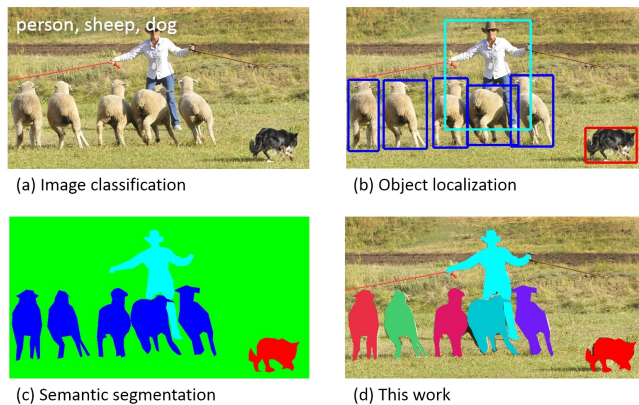 person, sheep, dog
(a) Image classification
(b) Object localization
(c) Semantic segmentation
(d) This work